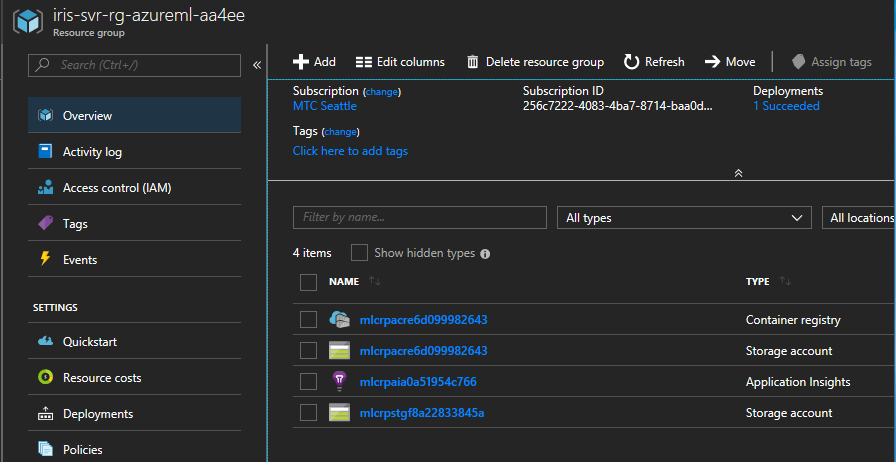 iris-svr-rg-azureml-aa4ee
Resource group
Search (Ctrl+/)
Overview
Activity log
Access control (IAM)
Tags
Events
SETTINGS
Quickstart
Resource costs
Deployments
Policies
Add Edit columns Delete resource group Refresh Move Assign tags
Subscription (change) Subscription ID Deployments
MTC Seattle 256c7222-4083-4ba7-8714-baa0d... 1 Succeeded
Tags (change)
Click here to add tags
Filter by name... All types All locations
4 items Show hidden types
NAME TYPE
mlcrpacre6d099982643 Container registry
mlcrpacre6d099982643 Storage account
mlcrpaia0a51954c766 Application Insights
mlcrpstgf8a22833845a Storage account